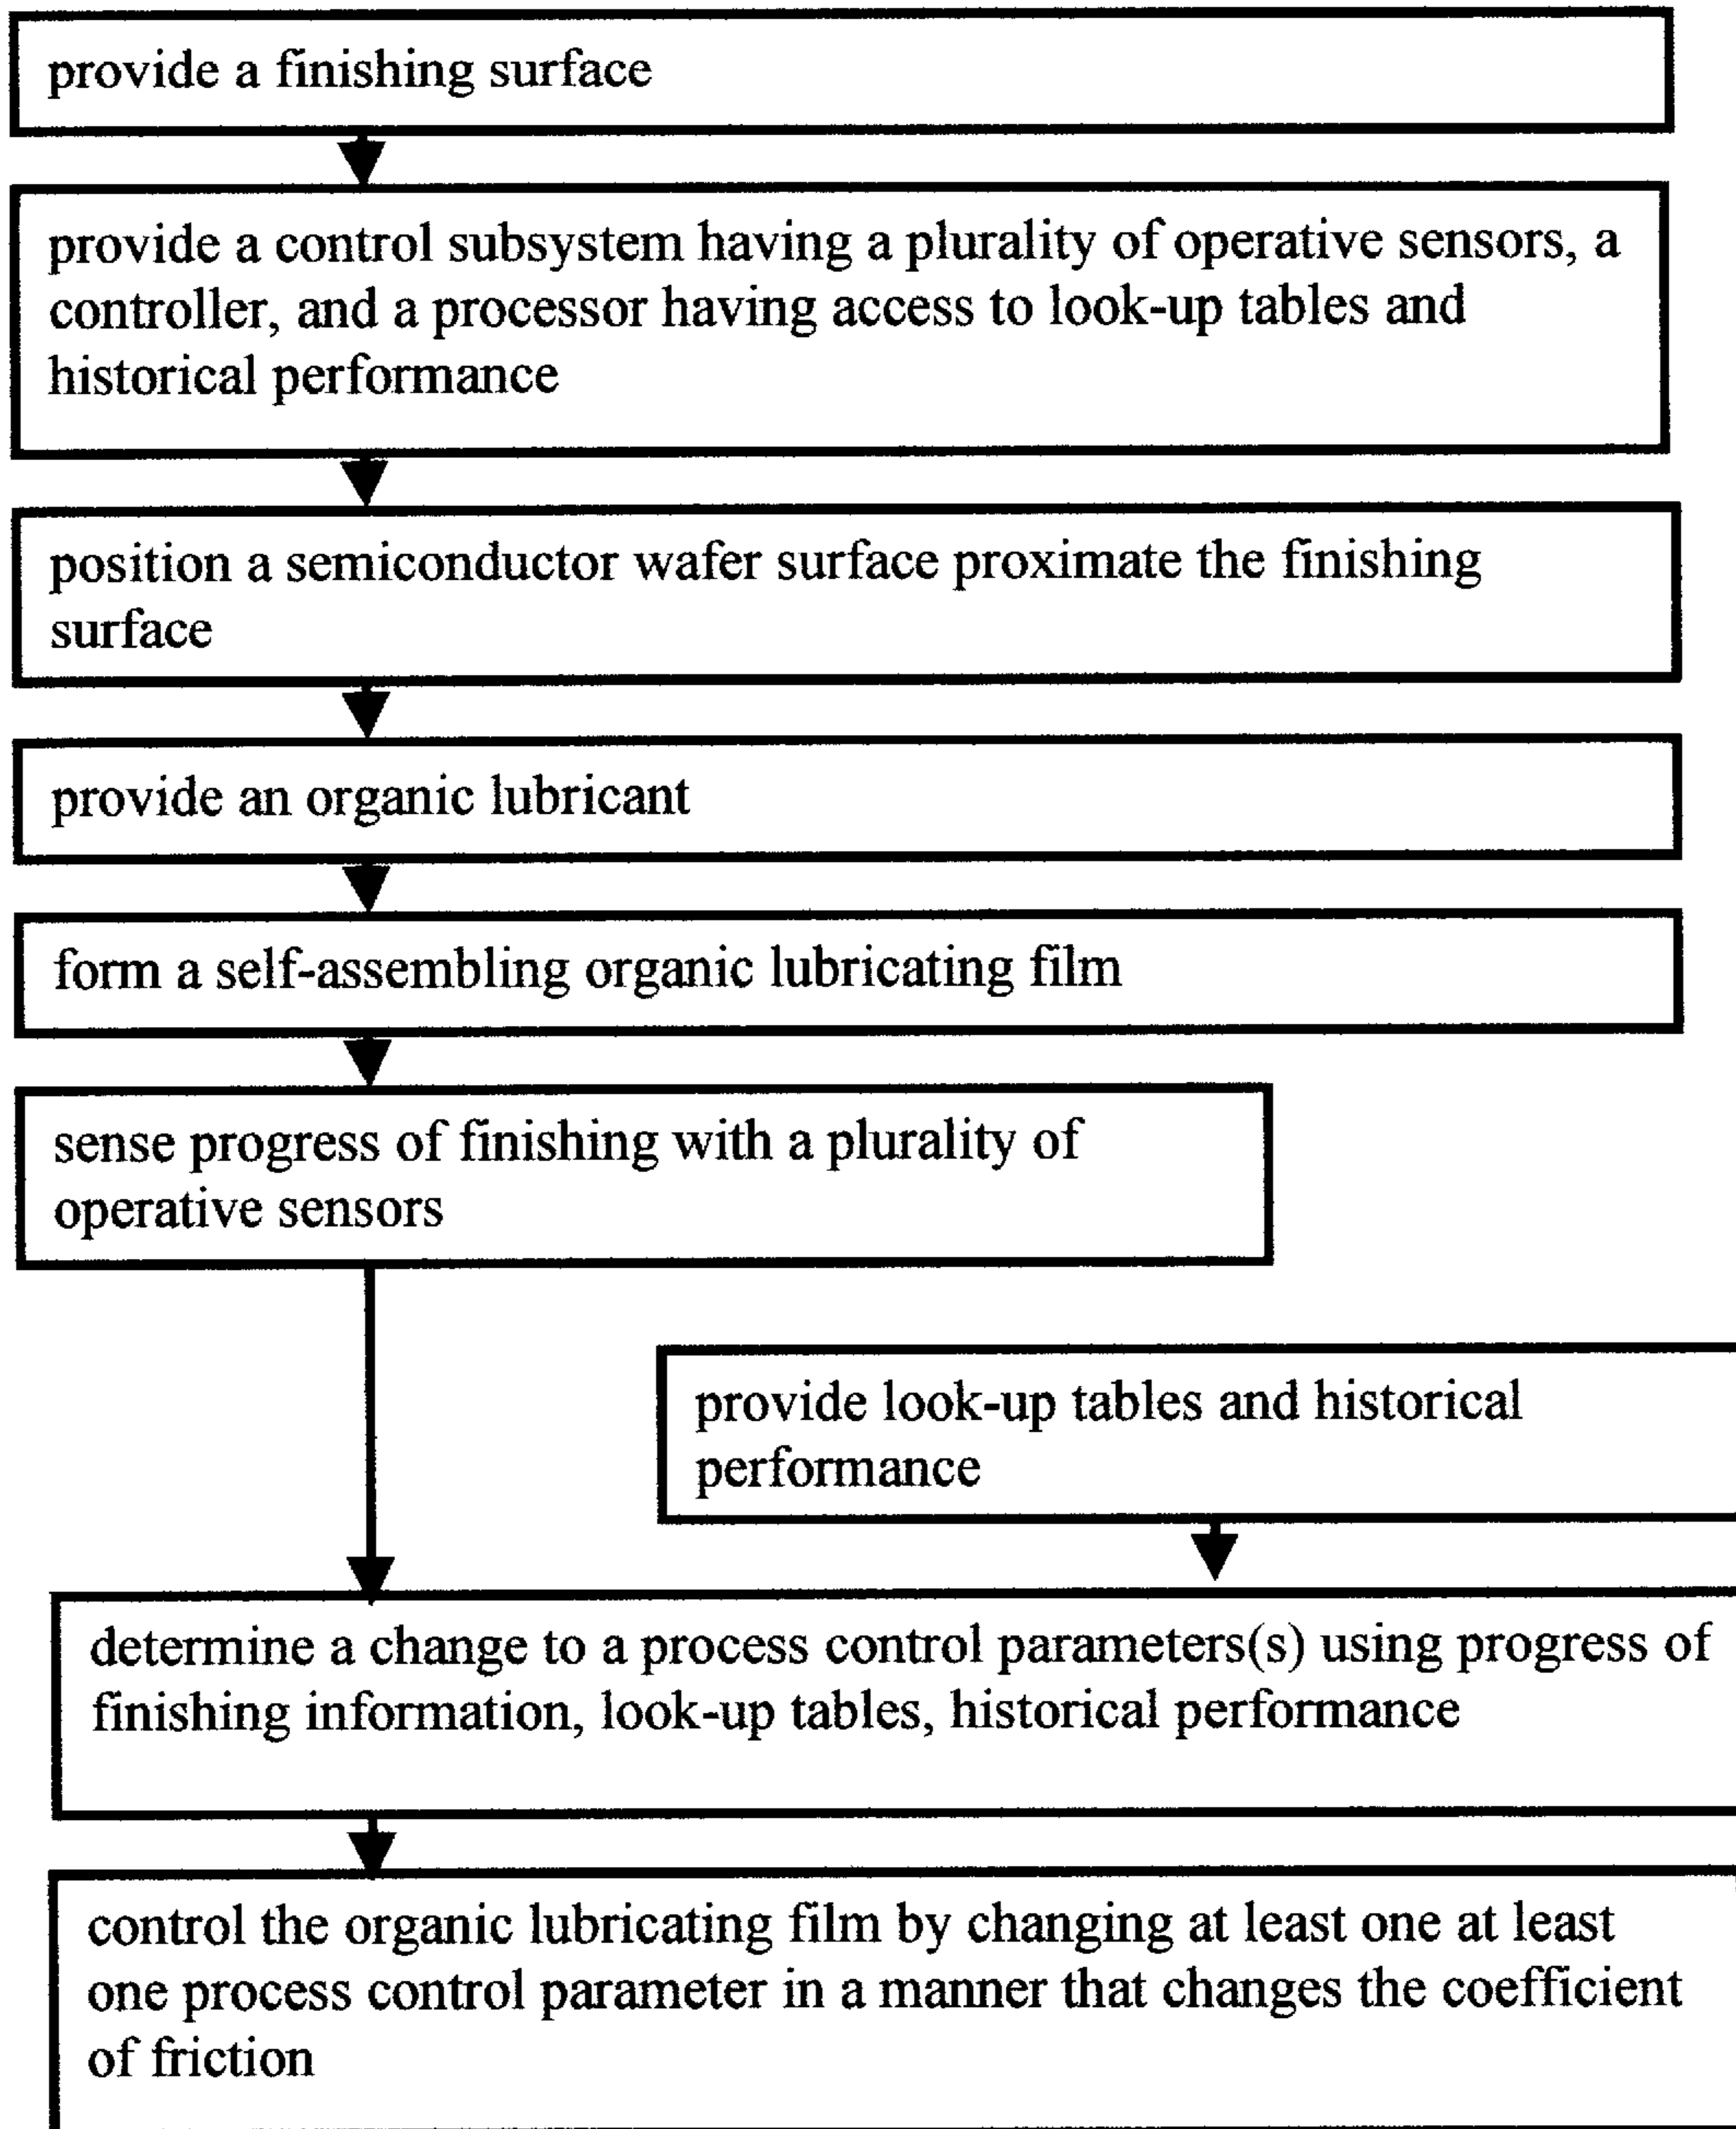 provide a finishing surface
provide a control subsystem having a plurality of operative sensors, a
controller, and a processor having access to look-up tables and
historical performance
position a semiconductor wafer surface proximate the finishing
surface
provide an organic lubricant
form a self-assembling organic lubricating film
sense progress of finishing with a plurality of
operative sensors
provide look-up tables and historical
performance
determine a change to a process control parameters(s) using progress of
finishing information, look-up tables, historical performance
control the organic lubricating film by changing at least one at least
one process control parameter in a manner that changes the coefficient
of friction